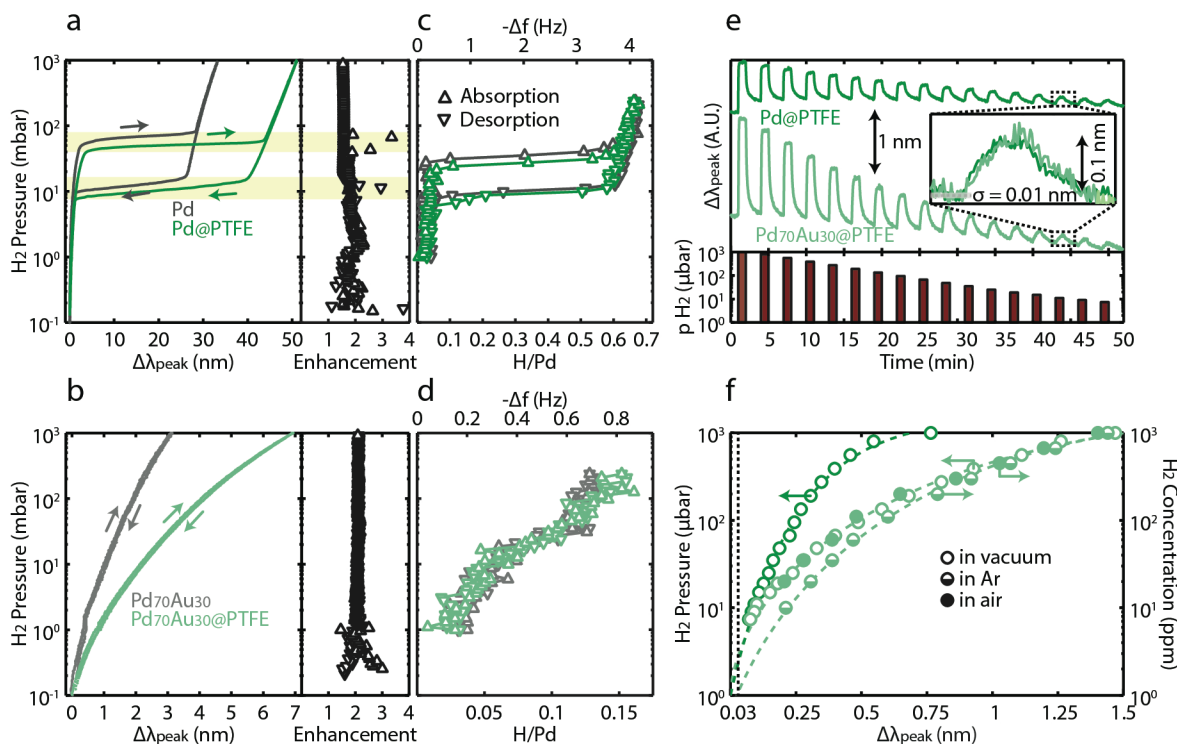 a
c
-Δf (Hz)
0 1 2 3 4
e
10³
10²
10¹
10⁰
10⁻¹
H₂ Pressure (mbar)
Pd
Pd@PTFE
0 10 20 30 40 50
Δλpeak (nm)
0 1 2 3 4
Enhancement
Absorption
Desorption
0.1 0.2 0.3 0.4 0.5 0.6 0.7
H/Pd
Δλpeak (A.U.)
Pd@PTFE
1 nm
0.1 nm
σ = 0.01 nm
Pd70Au30@PTFE
p H₂ (µbar)
10³
10²
10¹
10⁰
0 5 10 15 20 25 30 35 40 45 50
Time (min)
b
d
-Δf (Hz)
0 0.2 0.4 0.6 0.8
f
10³
10²
10¹
10⁰
10⁻¹
H₂ Pressure (mbar)
Pd70Au30
Pd70Au30@PTFE
0 1 2 3 4 5 6 7
Δλpeak (nm)
0 1 2 3 4
Enhancement
0.05 0.10 0.15
H/Pd
10³
10²
10¹
10⁰
H₂ Pressure (µbar)
in vacuum
in Ar
in air
10³
10²
10¹
10⁰
H₂ Concentration (ppm)
0.03 0.25 0.5 0.75 1 1.25 1.5
Δλpeak (nm)